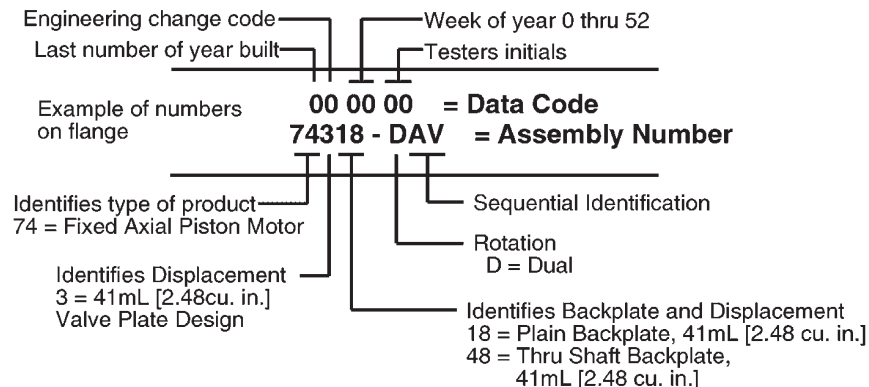 Engineering change code
Week of year 0 thru 52
Last number of year built
Testers initials
Example of numbers
on flange
00 00 00 = Data Code
74318 - DAV = Assembly Number
Identifies type of product
74 = Fixed Axial Piston Motor
Sequential Identification
Rotation
D = Dual
Identifies Displacement
3 = 41mL [2.48cu. in.]
Valve Plate Design
Identifies Backplate and Displacement
18 = Plain Backplate, 41mL [2.48 cu. in.]
48 = Thru Shaft Backplate,
41mL [2.48 cu. in.]